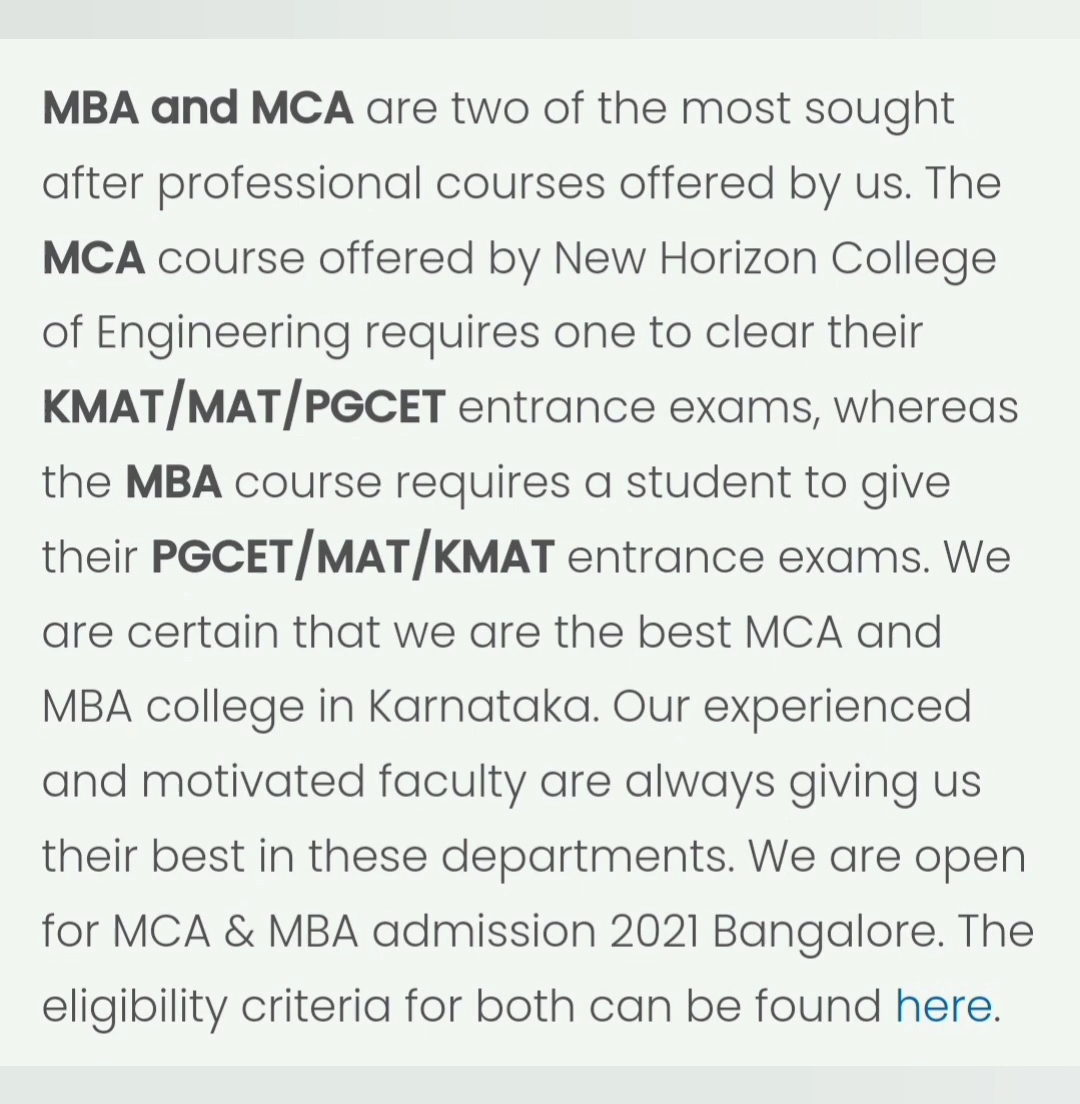 MBA and MCA are two of the most sought
after professional courses offered by us. The
MCA course offered by New Horizon College
of Engineering requires one to clear their
KMAT/MAT/PGCET entrance exams, whereas
the MBA course requires a student to give
their PGCET/MAT/KMAT entrance exams. We
are certain that we are the best MCA and
MBA college in Karnataka. Our experienced
and motivated faculty are always giving us
their best in these departments. We are open
for MCA & MBA admission 2021 Bangalore. The
eligibility criteria for both can be found here.